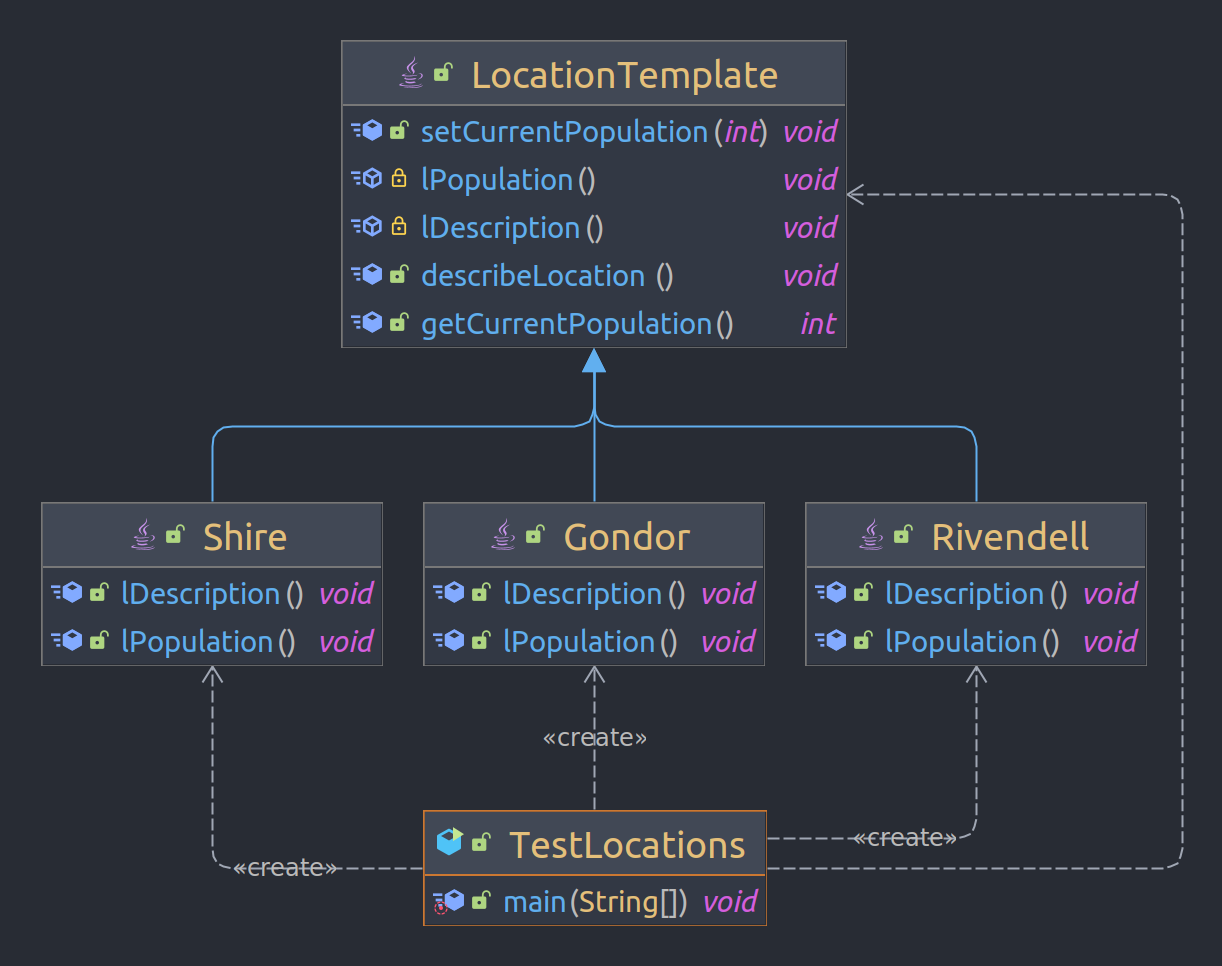 LocationTemplate
setCurrentPopulation(int) void
lPopulation() void
lDescription() void
describeLocation () void
getCurrentPopulation() int
Shire
lDescription() void
lPopulation() void
Gondor
lDescription() void
lPopulation() void
Rivendell
lDescription() void
lPopulation() void
«create»
«create»
«create»
TestLocations
main(String[]) void